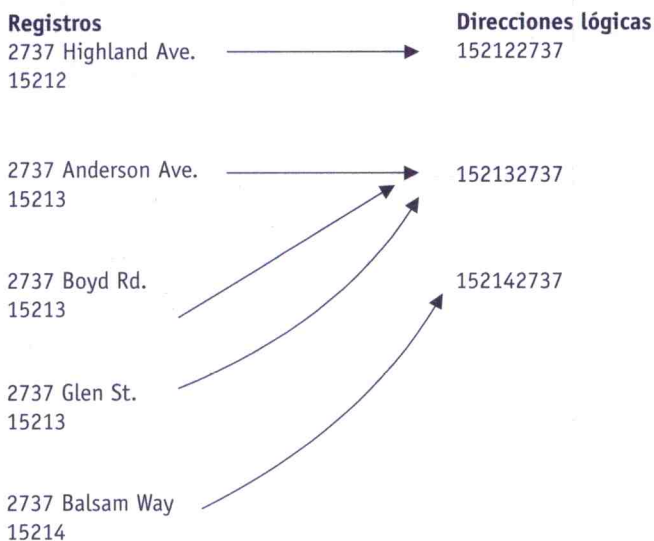 Registros
2737 Highland Ave.
15212
2737 Anderson Ave.
15213
2737 Boyd Rd.
15213
2737 Glen St.
15213
2737 Balsam Way
15214
Direcciones lógicas
152122737
152132737
152142737